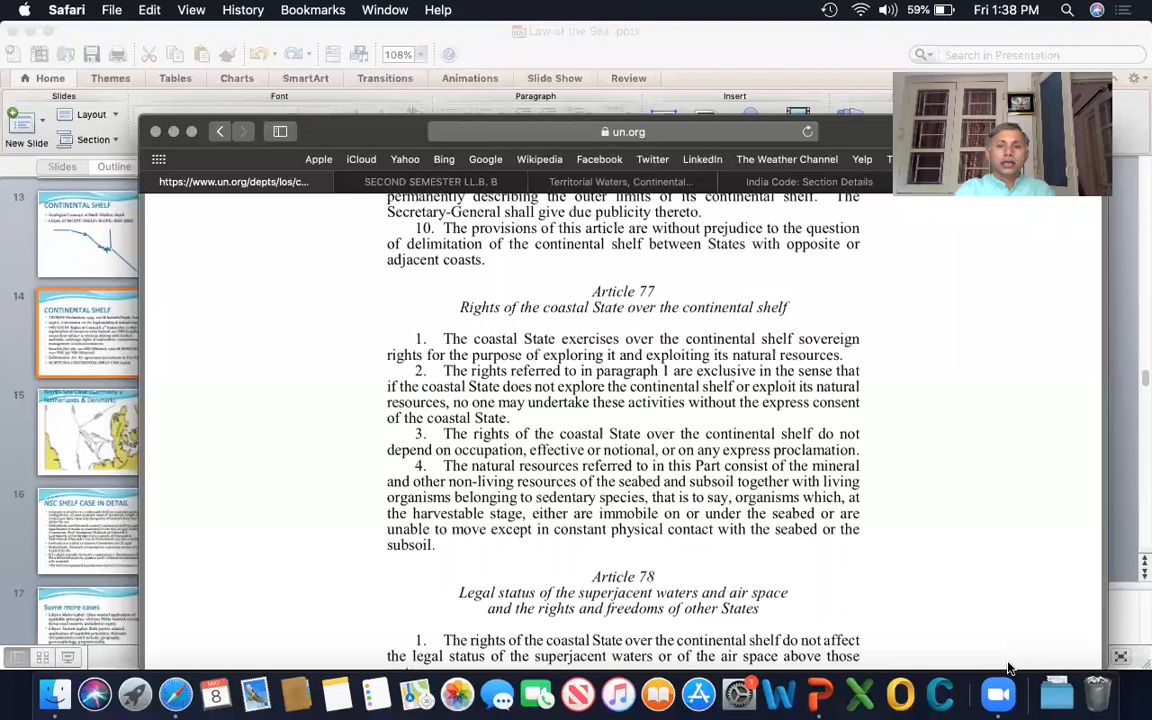 Safari File Edit View History Bookmarks Window Help 59% Fri 1:38 PM
Law of the Sea .pptx
108% Search in Presentation
Home Themes Tables Charts SmartArt Transitions Animations Slide Show Review
Slides Font Paragraph Insert
New Slide Layout Section
un.org
Apple iCloud Yahoo Bing Google Wikipedia Facebook Twitter LinkedIn The Weather Channel Yelp
Slides Outline
https://www.un.org/depts/los/c... SECOND SEMESTER LL.B. B Territorial Waters, Continental... India Code: Section Details
permanently describing the outer limits of its continental shelf. The
Secretary-General shall give due publicity thereto.
10. The provisions of this article are without prejudice to the question
of delimitation of the continental shelf between States with opposite or
adjacent coasts.
Article 77
Rights of the coastal State over the continental shelf
1. The coastal State exercises over the continental shelf sovereign
rights for the purpose of exploring it and exploiting its natural resources.
2. The rights referred to in paragraph 1 are exclusive in the sense that
if the coastal State does not explore the continental shelf or exploit its natural
resources, no one may undertake these activities without the express consent
of the coastal State.
3. The rights of the coastal State over the continental shelf do not
depend on occupation, effective or notional, or on any express proclamation.
4. The natural resources referred to in this Part consist of the mineral
and other non-living resources of the seabed and subsoil together with living
organisms belonging to sedentary species, that is to say, organisms which, at
the harvestable stage, either are immobile on or under the seabed or are
unable to move except in constant physical contact with the seabed or the
subsoil.
Article 78
Legal status of the superjacent waters and air space
and the rights and freedoms of other States
1. The rights of the coastal State over the continental shelf do not affect
the legal status of the superjacent waters or of the air space above those
13
CONTINENTAL SHELF
14
CONTINENTAL SHELF
15
North Sea Case (Germany v
Netherlands & Denmark)
16
NSC SHELF CASE IN DETAIL
17
Some more cases
MAY
8
1